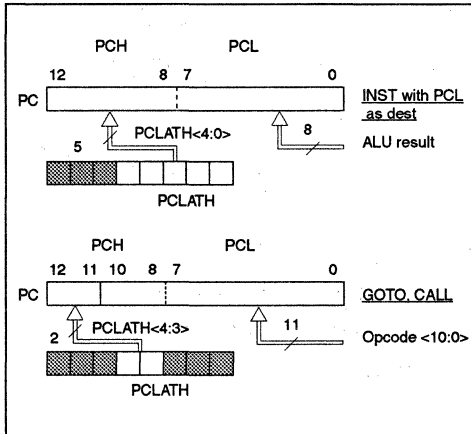 PCH PCL
12 8 7 0
PC
INST with PCL
as dest
8
ALU result
5
PCLATH<4:0>
PCLATH
PCH PCL
12 11 10 8 7 0
PC
GOTO, CALL
11
Opcode <10:0>
2
PCLATH<4:3>
PCLATH